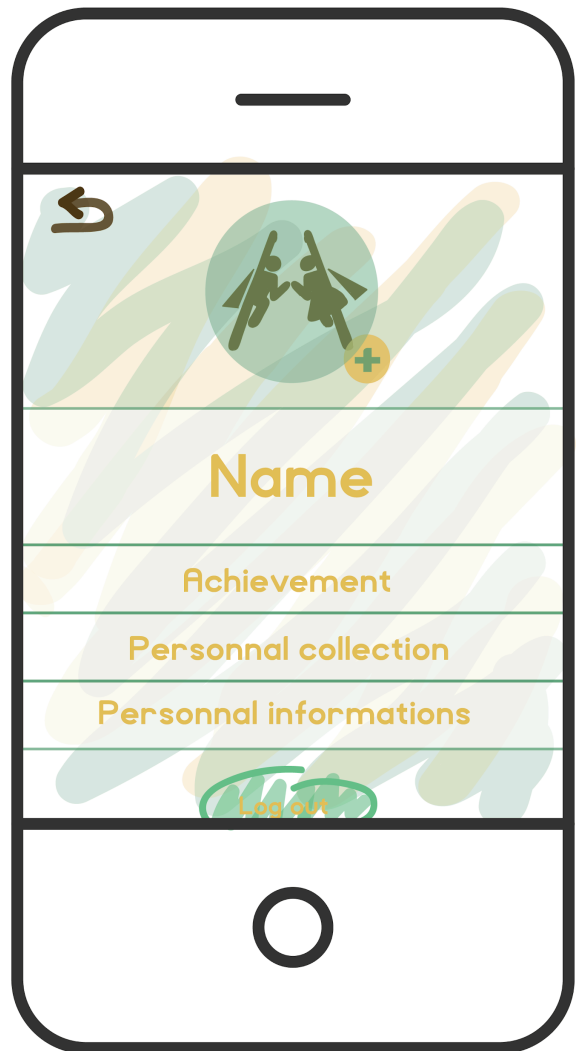 Name
Achievement
Personnal collection
Personnal informations
Log out